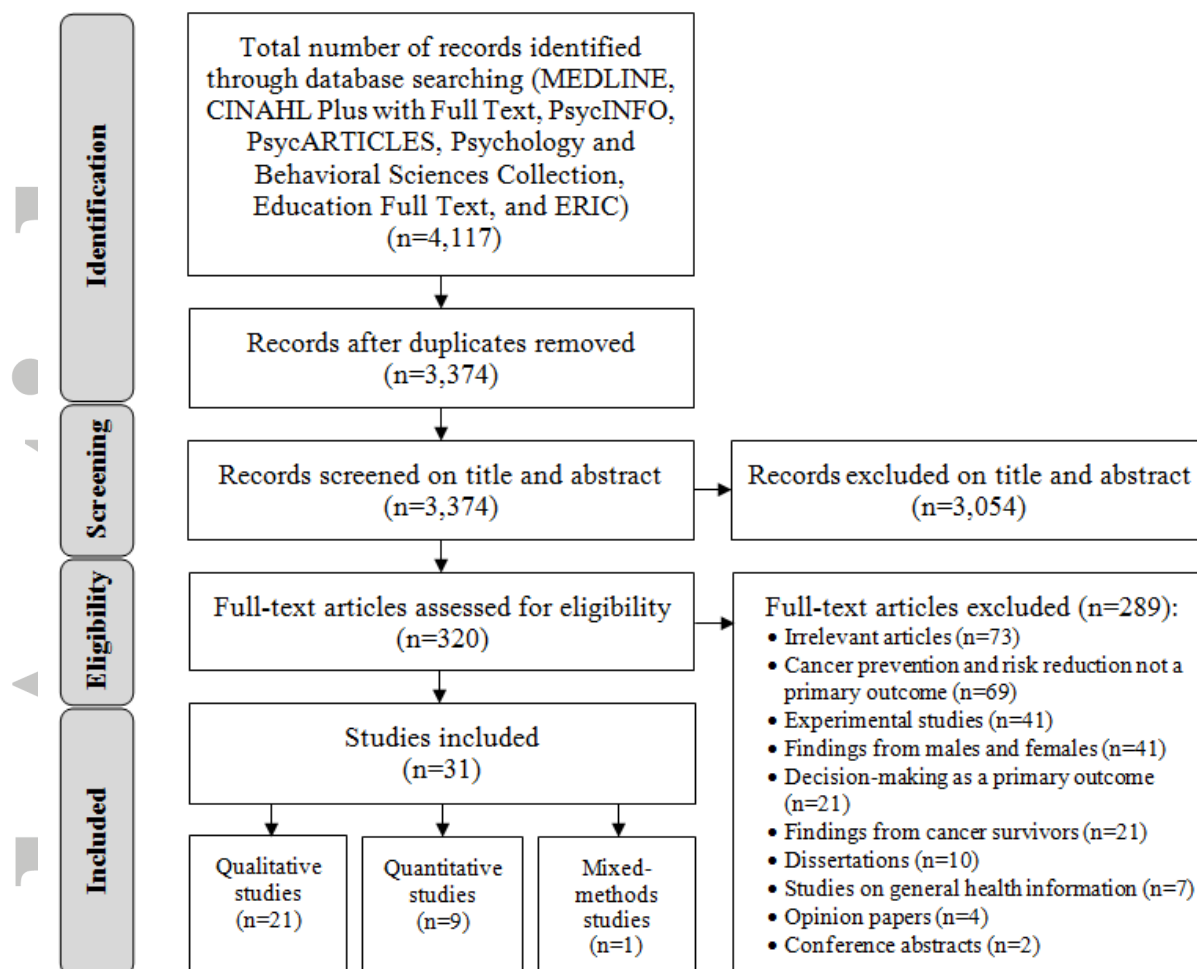 Identification
Total number of records identified
through database searching (MEDLINE,
CINAHL Plus with Full Text, PsycINFO,
PsycARTICLES, Psychology and
Behavioral Sciences Collection,
Education Full Text, and ERIC)
(n=4,117)
Records after duplicates removed
(n=3,374)
Screening
Records screened on title and abstract
(n=3,374)
Records excluded on title and abstract
(n=3,054)
Eligibility
Full-text articles assessed for eligibility
(n=320)
Full-text articles excluded (n=289):
• Irrelevant articles (n=73)
• Cancer prevention and risk reduction not a
primary outcome (n=69)
• Experimental studies (n=41)
• Findings from males and females (n=41)
• Decision-making as a primary outcome
(n=21)
• Findings from cancer survivors (n=21)
• Dissertations (n=10)
• Studies on general health information (n=7)
• Opinion papers (n=4)
• Conference abstracts (n=2)
Included
Studies included
(n=31)
Qualitative
studies
(n=21)
Quantitative
studies
(n=9)
Mixed-
methods
studies
(n=1)